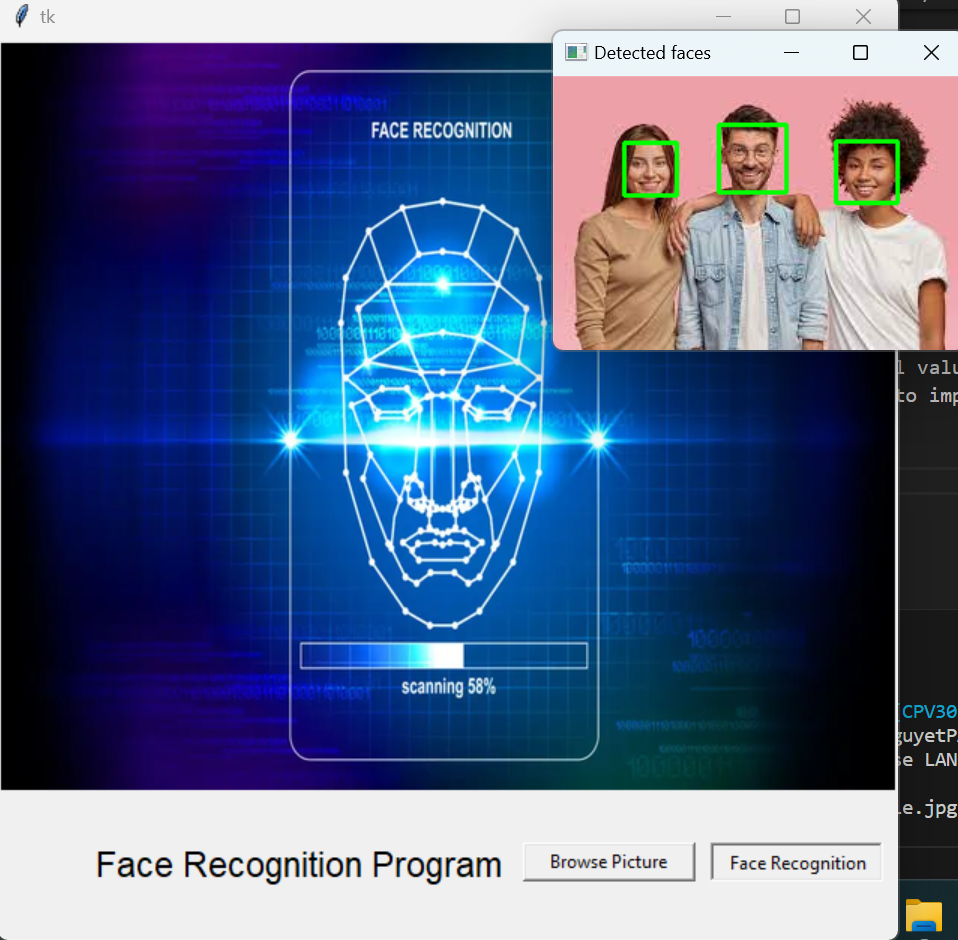 tk
Detected faces
FACE RECOGNITION
to imp
scanning 58%
CPV30
guyetP
se LAN
le.jpg
Face Recognition Program
Browse Picture
Face Recognition